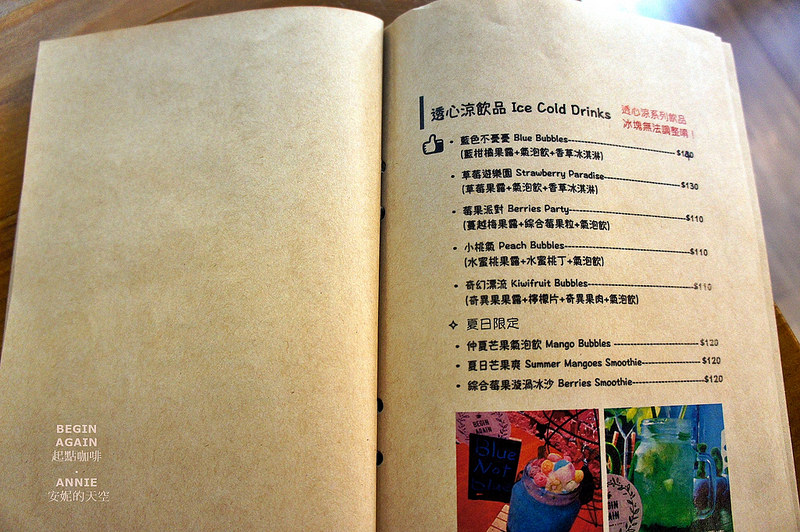 透心涼飲品 Ice Cold Drinks
透心涼系列飲品
冰塊無法調整唷!
• 藍色不憂憂 Blue Bubbles
(藍柑橘果露+氣泡飲+香草冰淇淋)
• 草莓遊樂園 Strawberry Paradise $130
(草莓果露+氣泡飲+香草冰淇淋)
• 莓果派對 Berries Party $110
(蔓越梅果露+綜合莓果粒+氣泡飲)
• 小桃氣 Peach Bubbles $110
(水蜜桃果露+水蜜桃丁+氣泡飲)
• 奇幻漂流 Kiwifruit Bubbles $110
(奇異果果露+檸檬片+奇異果肉+氣泡飲)
✧ 夏日限定
• 仲夏芒果氣泡飲 Mango Bubbles $120
• 夏日芒果爽 Summer Mangoes Smoothie $120
• 綜合莓果漩渦冰沙 Berries Smoothie $120
BEGIN
AGAIN
Blue
Not
BEGIN
AGAIN
起點咖啡
·
ANNIE
安妮的天空